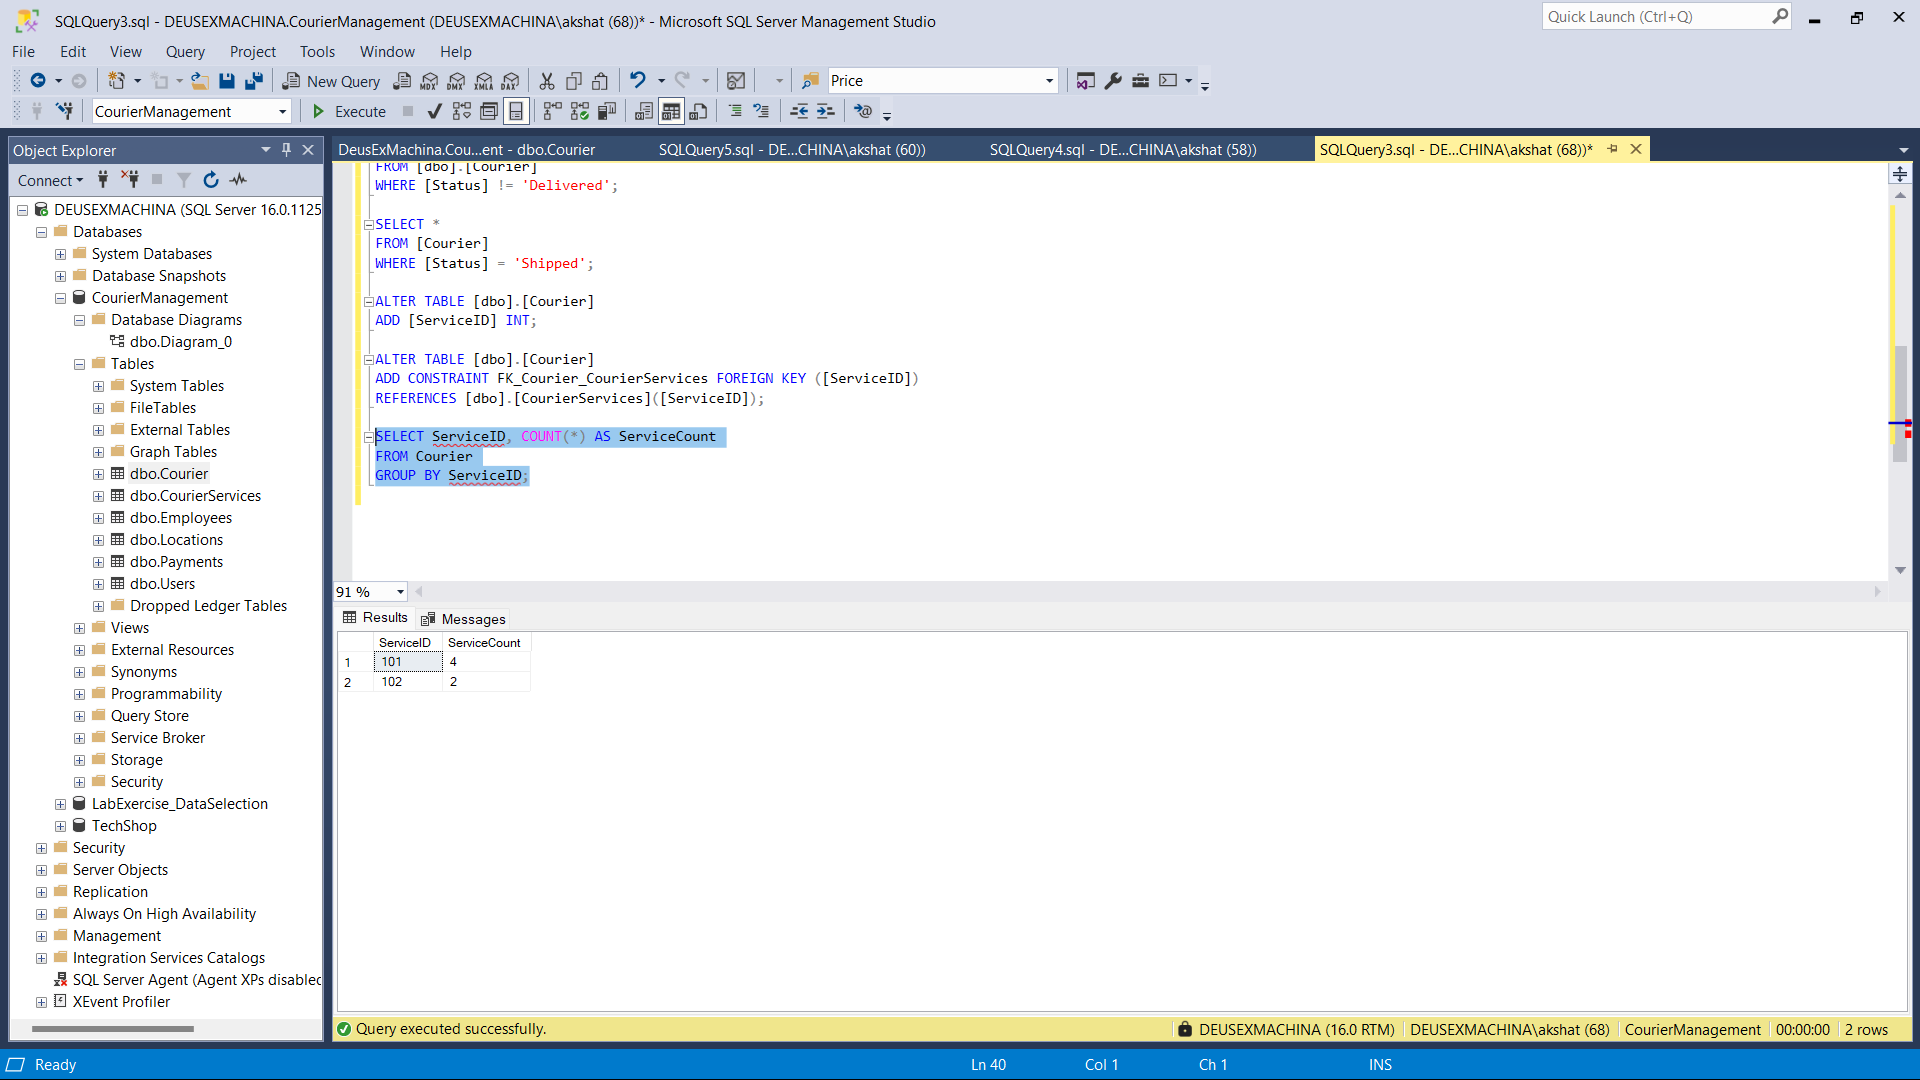 SQLQuery3.sql - DEUSEXMACHINA.CourierManagement (DEUSEXMACHINA\akshat (68))* - Microsoft SQL Server Management Studio
Quick Launch (Ctrl+Q)
File Edit View Query Project Tools Window Help
New Query MDX DMX XMLA DAX Price
CourierManagement Execute
Object Explorer
Connect
DEUSEXMACHINA (SQL Server 16.0.1125
Databases
System Databases
Database Snapshots
CourierManagement
Database Diagrams
dbo.Diagram_0
Tables
System Tables
FileTables
External Tables
Graph Tables
dbo.Courier
dbo.CourierServices
dbo.Employees
dbo.Locations
dbo.Payments
dbo.Users
Dropped Ledger Tables
Views
External Resources
Synonyms
Programmability
Query Store
Service Broker
Storage
Security
LabExercise_DataSelection
TechShop
Security
Server Objects
Replication
Always On High Availability
Management
Integration Services Catalogs
SQL Server Agent (Agent XPs disabled
XEvent Profiler
DeusExMachina.Cou...ent - dbo.Courier SQLQuery5.sql - DE...CHINA\akshat (60)) SQLQuery4.sql - DE...CHINA\akshat (58)) SQLQuery3.sql - DE...CHINA\akshat (68))*
FROM [dbo].[Courier]
WHERE [Status] != 'Delivered';
SELECT *
FROM [Courier]
WHERE [Status] = 'Shipped';
ALTER TABLE [dbo].[Courier]
ADD [ServiceID] INT;
ALTER TABLE [dbo].[Courier]
ADD CONSTRAINT FK_Courier_CourierServices FOREIGN KEY ([ServiceID])
REFERENCES [dbo].[CourierServices]([ServiceID]);
SELECT ServiceID, COUNT(*) AS ServiceCount
FROM Courier
GROUP BY ServiceID;
91 %
Results Messages
ServiceID ServiceCount
1 101 4
2 102 2
Query executed successfully. DEUSEXMACHINA (16.0 RTM) DEUSEXMACHINA\akshat (68) CourierManagement 00:00:00 2 rows
Ready Ln 40 Col 1 Ch 1 INS